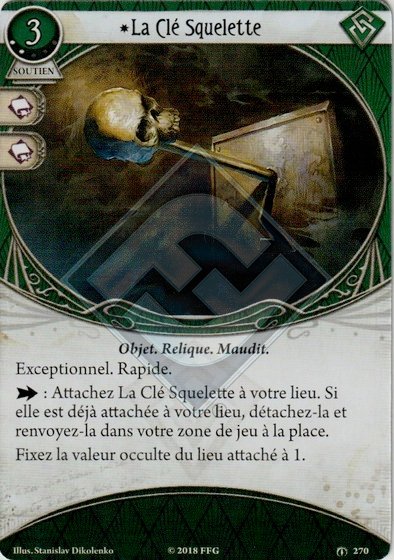 3
*La Clé Squelette
SOUTIEN
Objet. Relique. Maudit.
Exceptionnel. Rapide.
: Attachez La Clé Squelette à votre lieu. Si
elle est déjà attachée à votre lieu, détachez-la et
renvoyez-la dans votre zone de jeu à la place.
Fixez la valeur occulte du lieu attaché à 1.
Illus. Stanislav Dikolenko © 2018 FFG 270